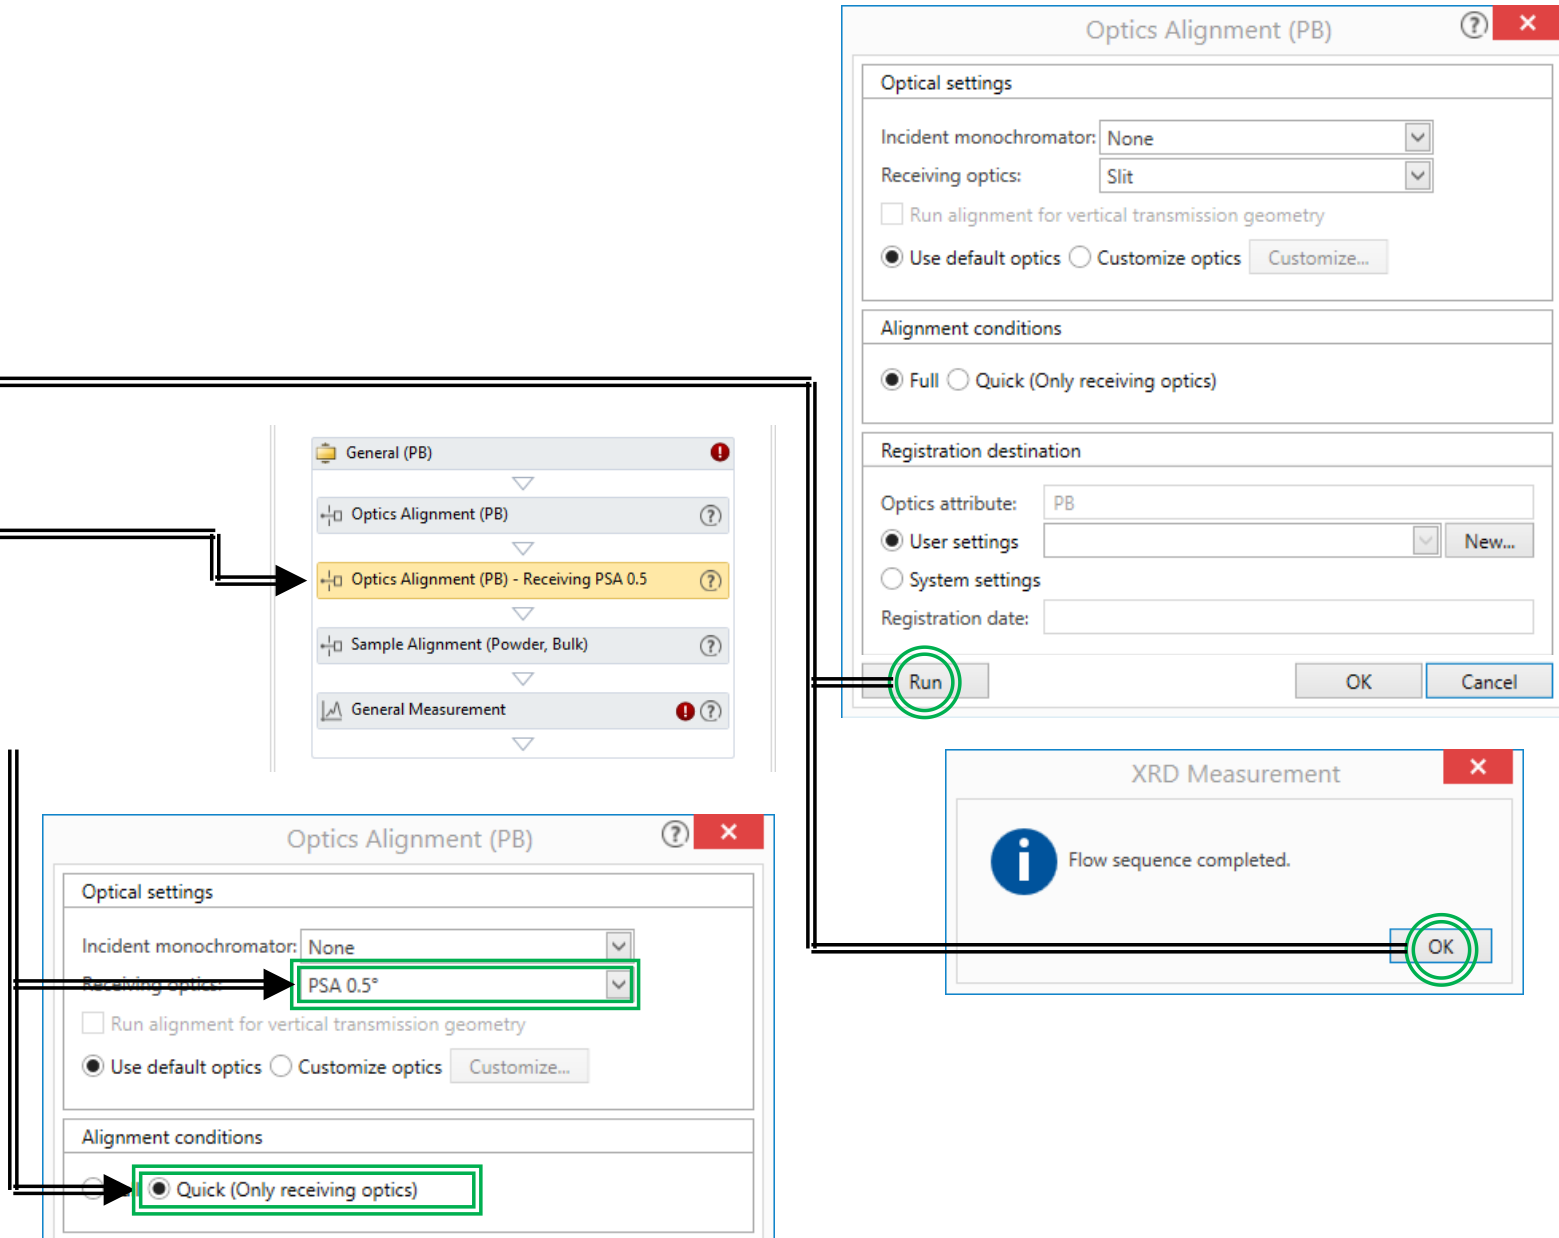 Optics Alignment (PB)
Optical settings
Incident monochromator: None
Receiving optics: Slit
Run alignment for vertical transmission geometry
Use default optics Customize optics Customize...
Alignment conditions
Full Quick (Only receiving optics)
Registration destination
Optics attribute: PB
User settings New...
System settings
Registration date:
Run OK Cancel
General (PB)
Optics Alignment (PB)
Optics Alignment (PB) - Receiving PSA 0.5
Sample Alignment (Powder, Bulk)
General Measurement
XRD Measurement
Flow sequence completed.
OK
Optics Alignment (PB)
Optical settings
Incident monochromator: None
Receiving optics: PSA 0.5°
Run alignment for vertical transmission geometry
Use default optics Customize optics Customize...
Alignment conditions
Quick (Only receiving optics)